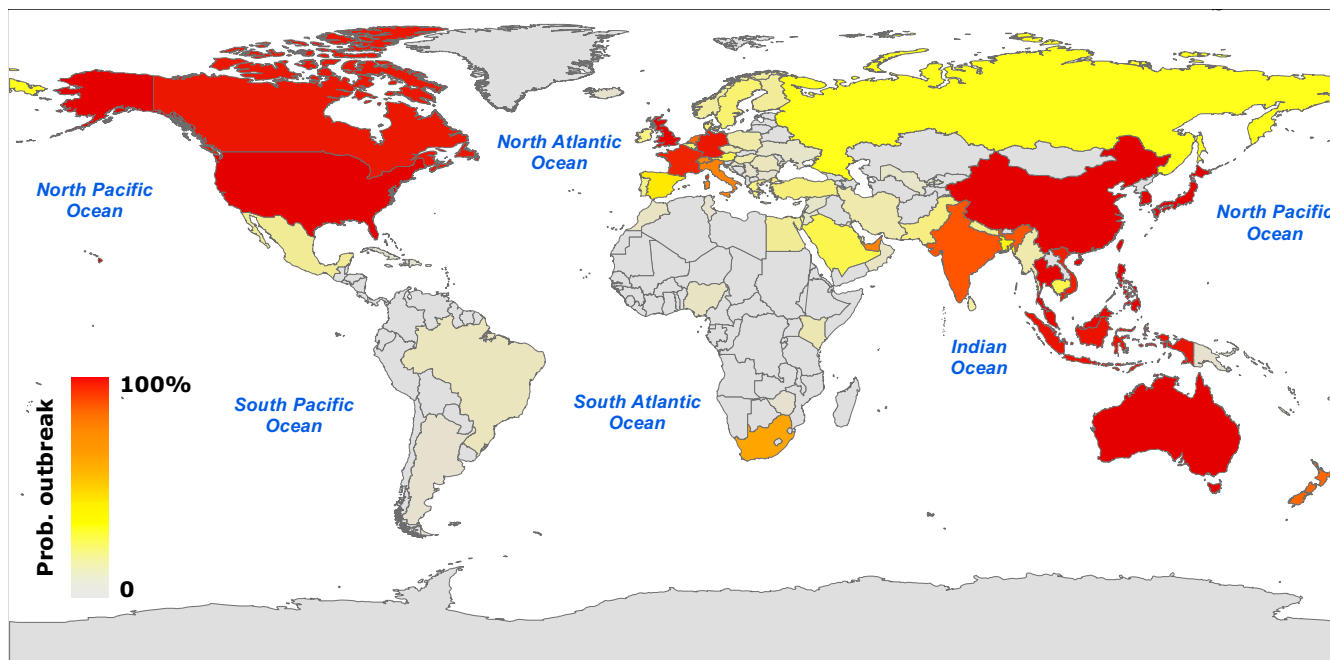 North Atlantic
Ocean
North Pacific
Ocean
North Pacific
Ocean
Indian
Ocean
South Pacific
Ocean
South Atlantic
Ocean
Prob. outbreak
100%
0